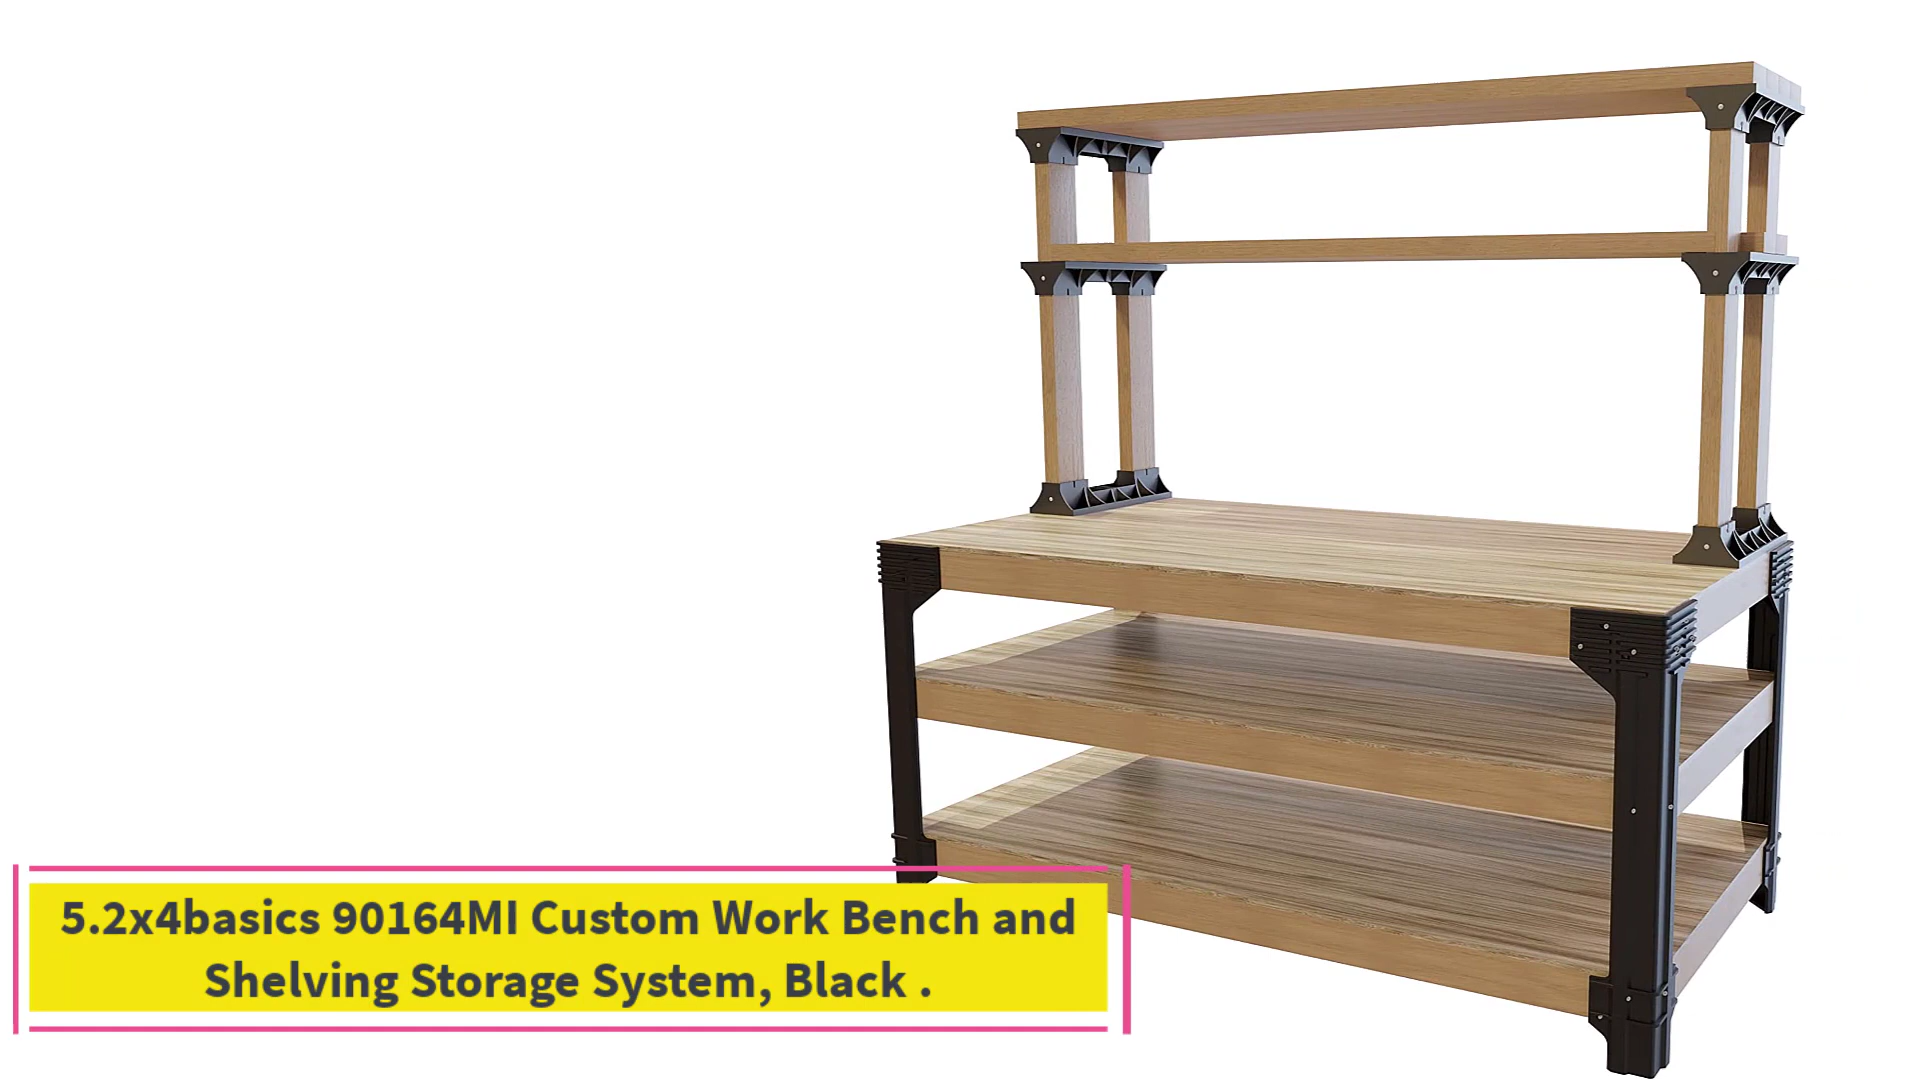 5.2x4basics 90164MI Custom Work Bench and
Shelving Storage System, Black .